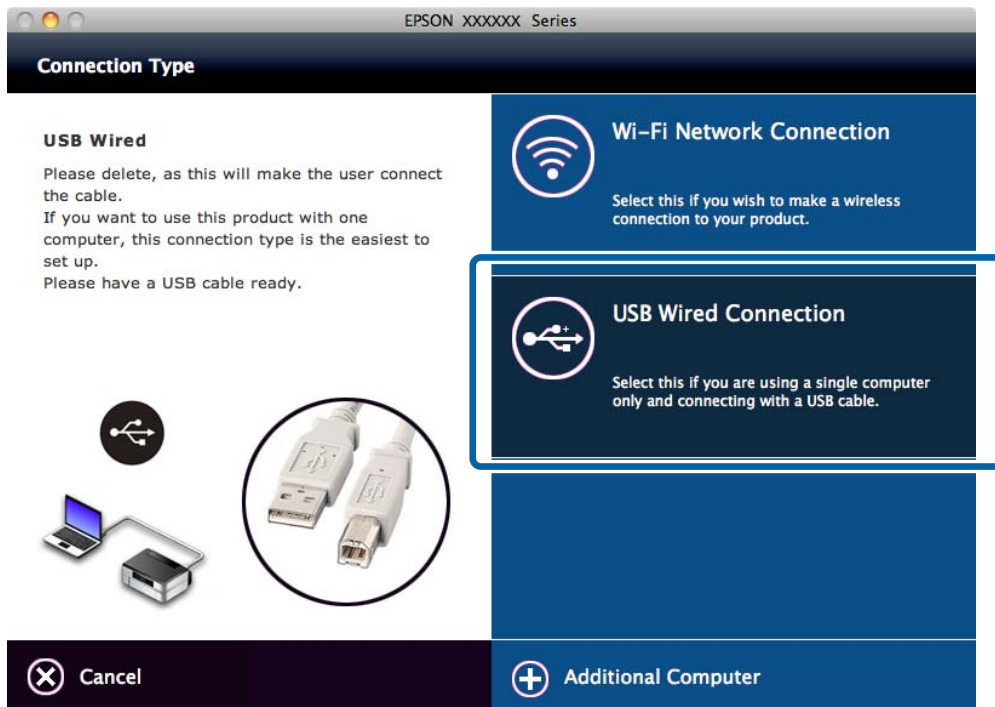 EPSON XXXXXX Series
Connection Type
USB Wired
Please delete, as this will make the user connect
the cable.
If you want to use this product with one
computer, this connection type is the easiest to
set up.
Please have a USB cable ready.
Wi-Fi Network Connection
Select this if you wish to make a wireless
connection to your product.
USB Wired Connection
Select this if you are using a single computer
only and connecting with a USB cable.
Cancel
Additional Computer